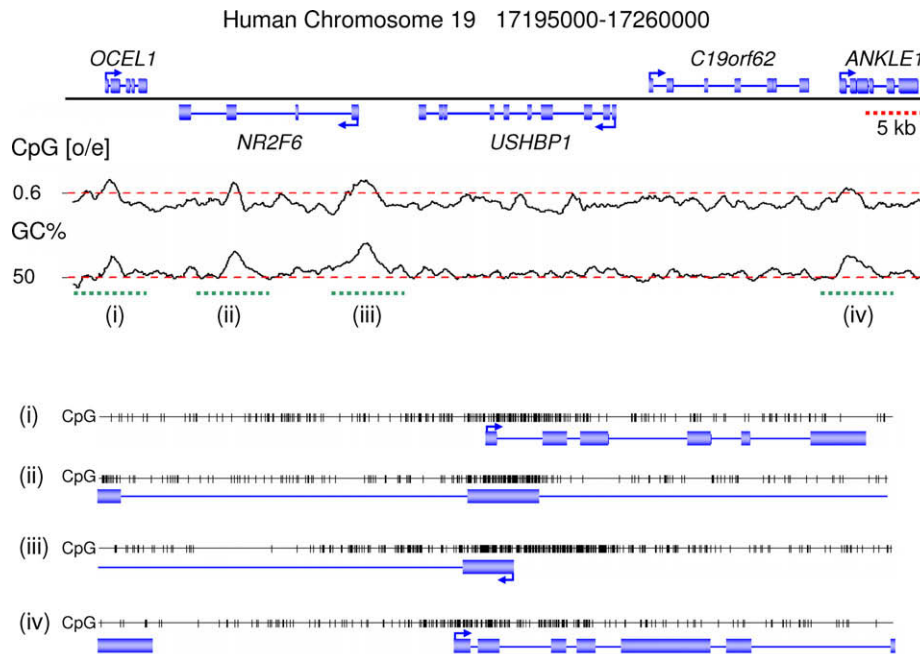 Human Chromosome 19 17195000-17260000
OCEL1 C19orf62 ANKLE1
NR2F6 USHBP1 5 kb
CpG [o/e]
0.6
GC%
50
(i) (ii) (iii) (iv)
(i) CpG
(ii) CpG
(iii) CpG
(iv) CpG